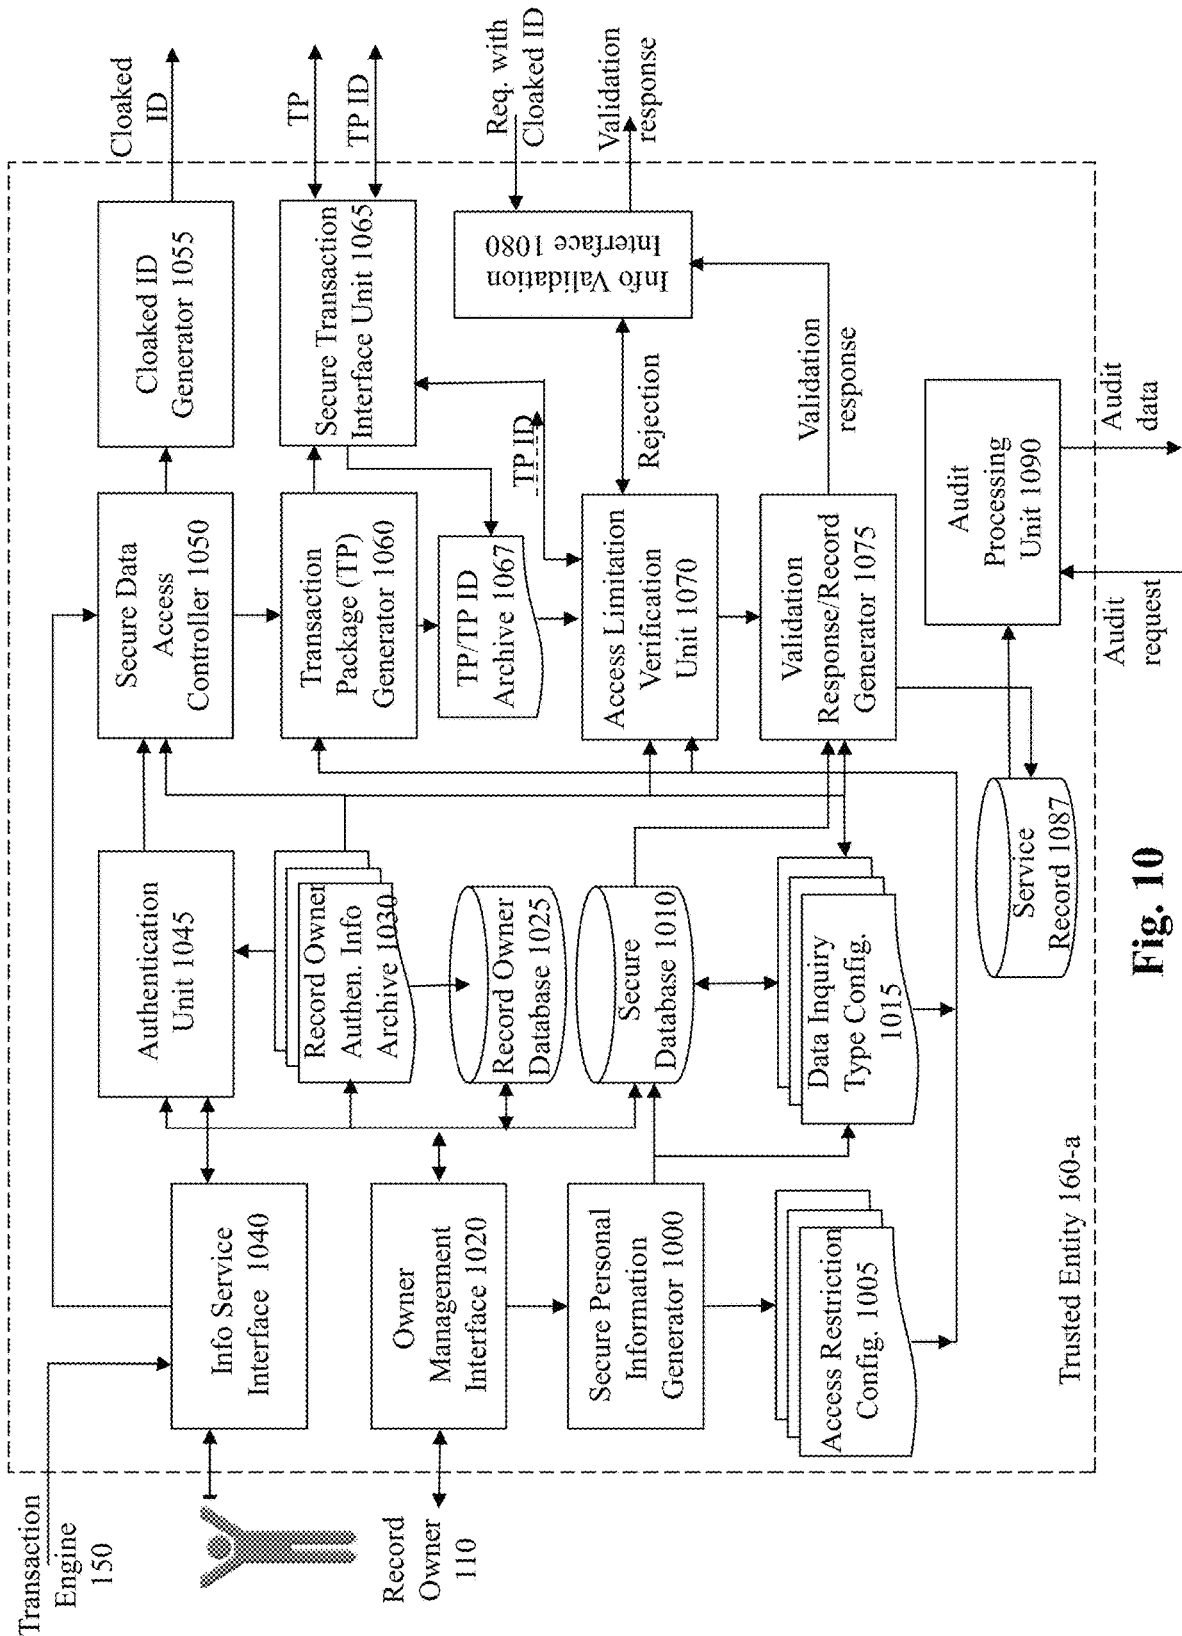 Transaction
Engine
150
Record
Owner
110
Info Service
Interface 1040
Owner
Management
Interface 1020
Secure Personal
Information
Generator 1000
Access Restriction
Config. 1005
Authentication
Unit 1045
Record Owner
Authen. Info
Archive 1030
Record Owner
Database 1025
Secure
Database 1010
Data Inquiry
Type Config.
1015
Secure Data
Access
Controller 1050
Transaction
Package (TP)
Generator 1060
TP/TP ID
Archive 1067
Access Limitation
Verification
Unit 1070
Validation
Response/Record
Generator 1075
Service
Record 1087
Cloaked ID
Generator 1055
Secure Transaction
Interface Unit 1065
TP ID
Info Validation
Interface 1080
Rejection
Validation
response
Audit
Processing
Unit 1090
Cloaked
ID
TP
TP ID
Req. with
Cloaked ID
Validation
response
Audit
request
Audit
data
Trusted Entity 160-a
Fig. 10